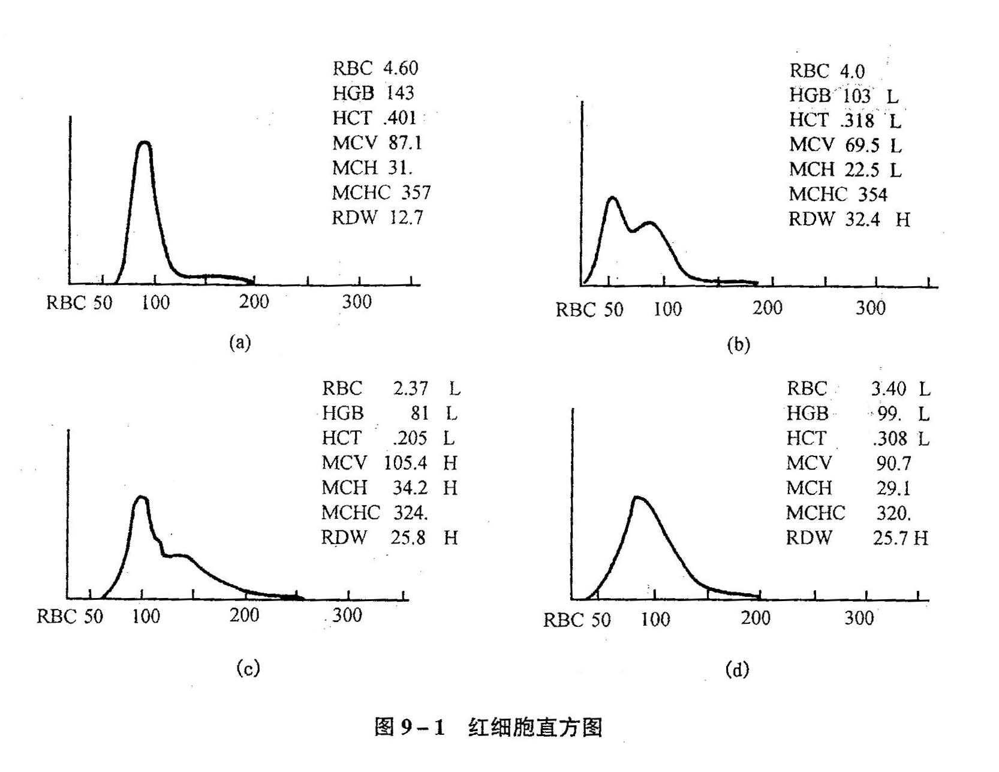 RBC 4.60
HGB 143
HCT .401
MCV 87.1
MCH 31.
MCHC 357
RDW 12.7
RBC 50 100 200 300
(a)
RBC 4.0
HGB 103 L
HCT .318 L
MCV 69.5 L
MCH 22.5 L
MCHC 354
RDW 32.4 H
RBC 50 100 200 300
(b)
RBC 2.37 L
HGB 81 L
HCT .205 L
MCV 105.4 H
MCH 34.2 H
MCHC 324.
RDW 25.8 H
RBC 50 100 200 300
(c)
RBC 3.40 L
HGB 99. L
HCT .308 L
MCV 90.7
MCH 29.1
MCHC 320.
RDW 25.7 H
RBC 50 100 200 300
(d)
图 9-1 红细胞直方图